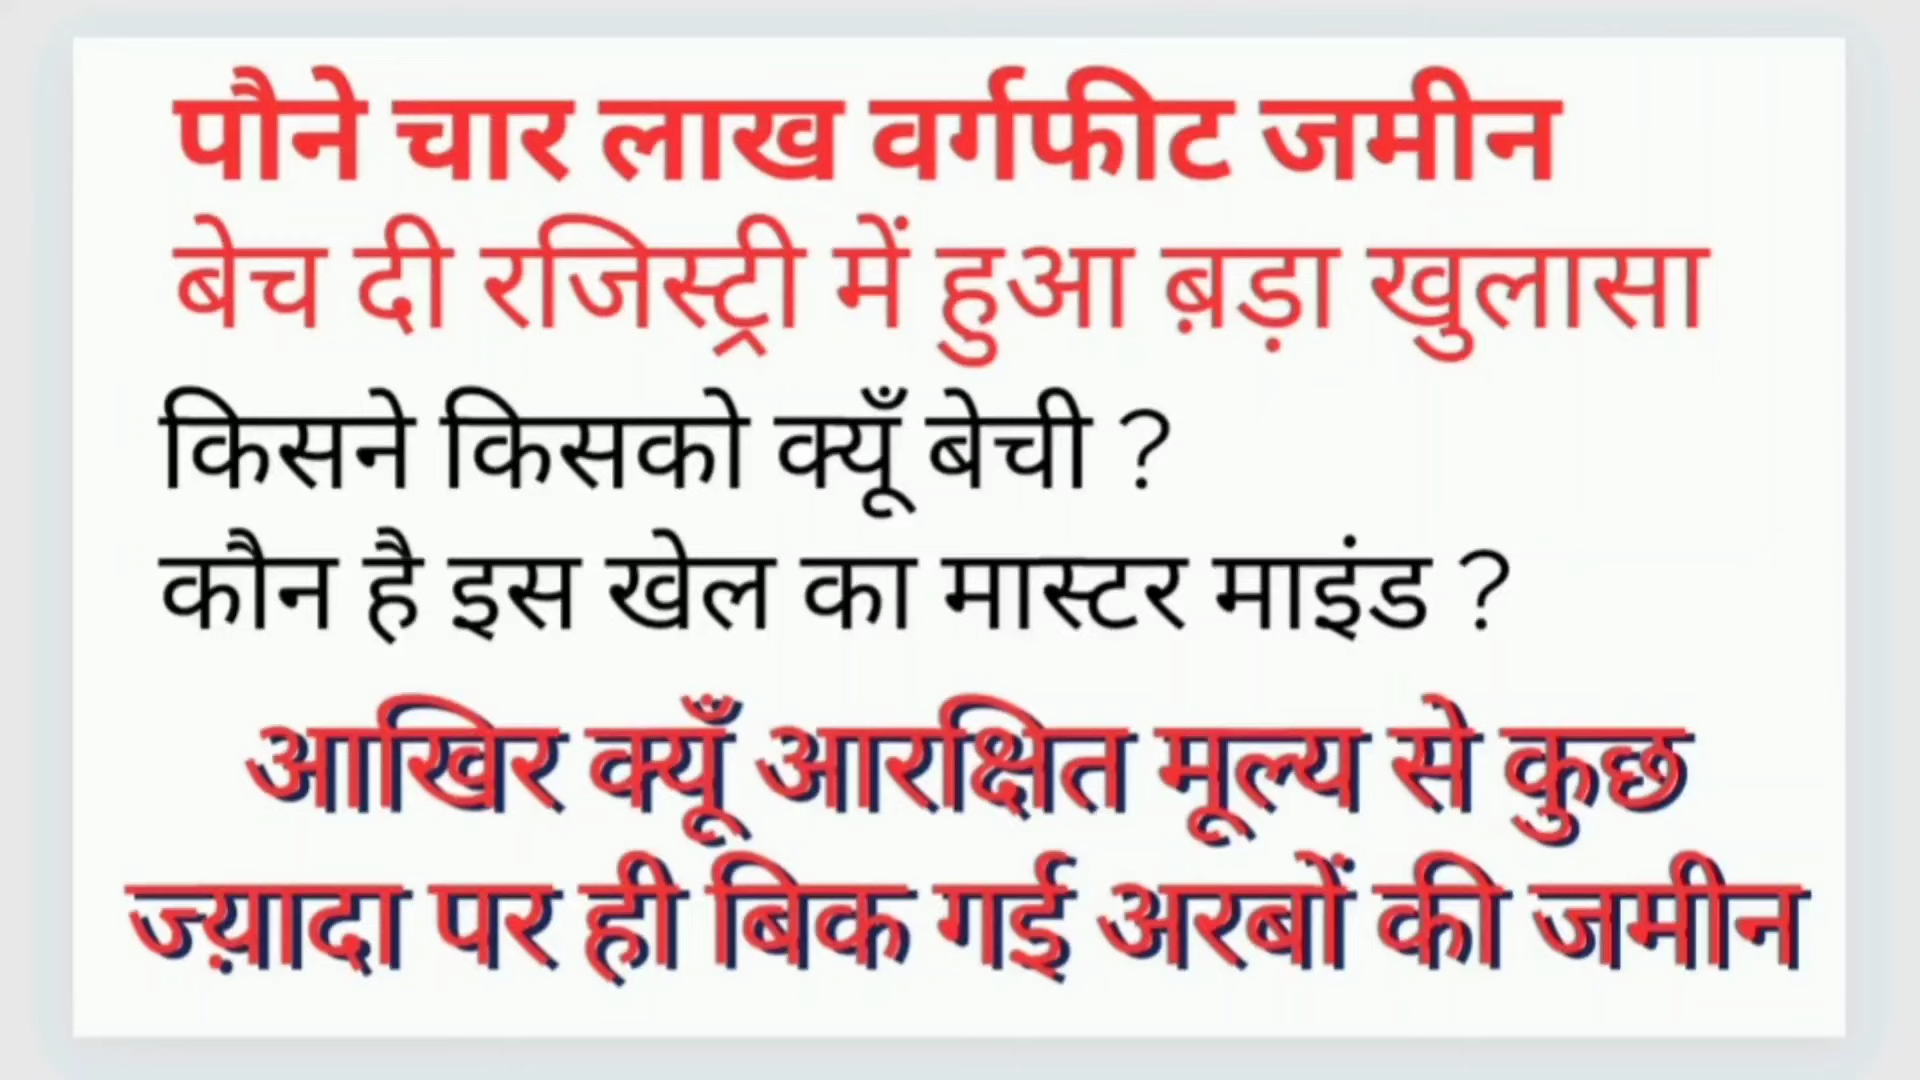 पौने चार लाख वर्गफीट जमीन
बेच दी रजिस्ट्री में हुआ ब़ड़ा खुलासा
किसने किसको क्यूँ बेची ?
कौन है इस खेल का मास्टर माइंड ?
आखिर क्यूँ आरक्षित मूल्य से कुछ
ज्य़ादा पर ही बिक गई अरबों की जमीन